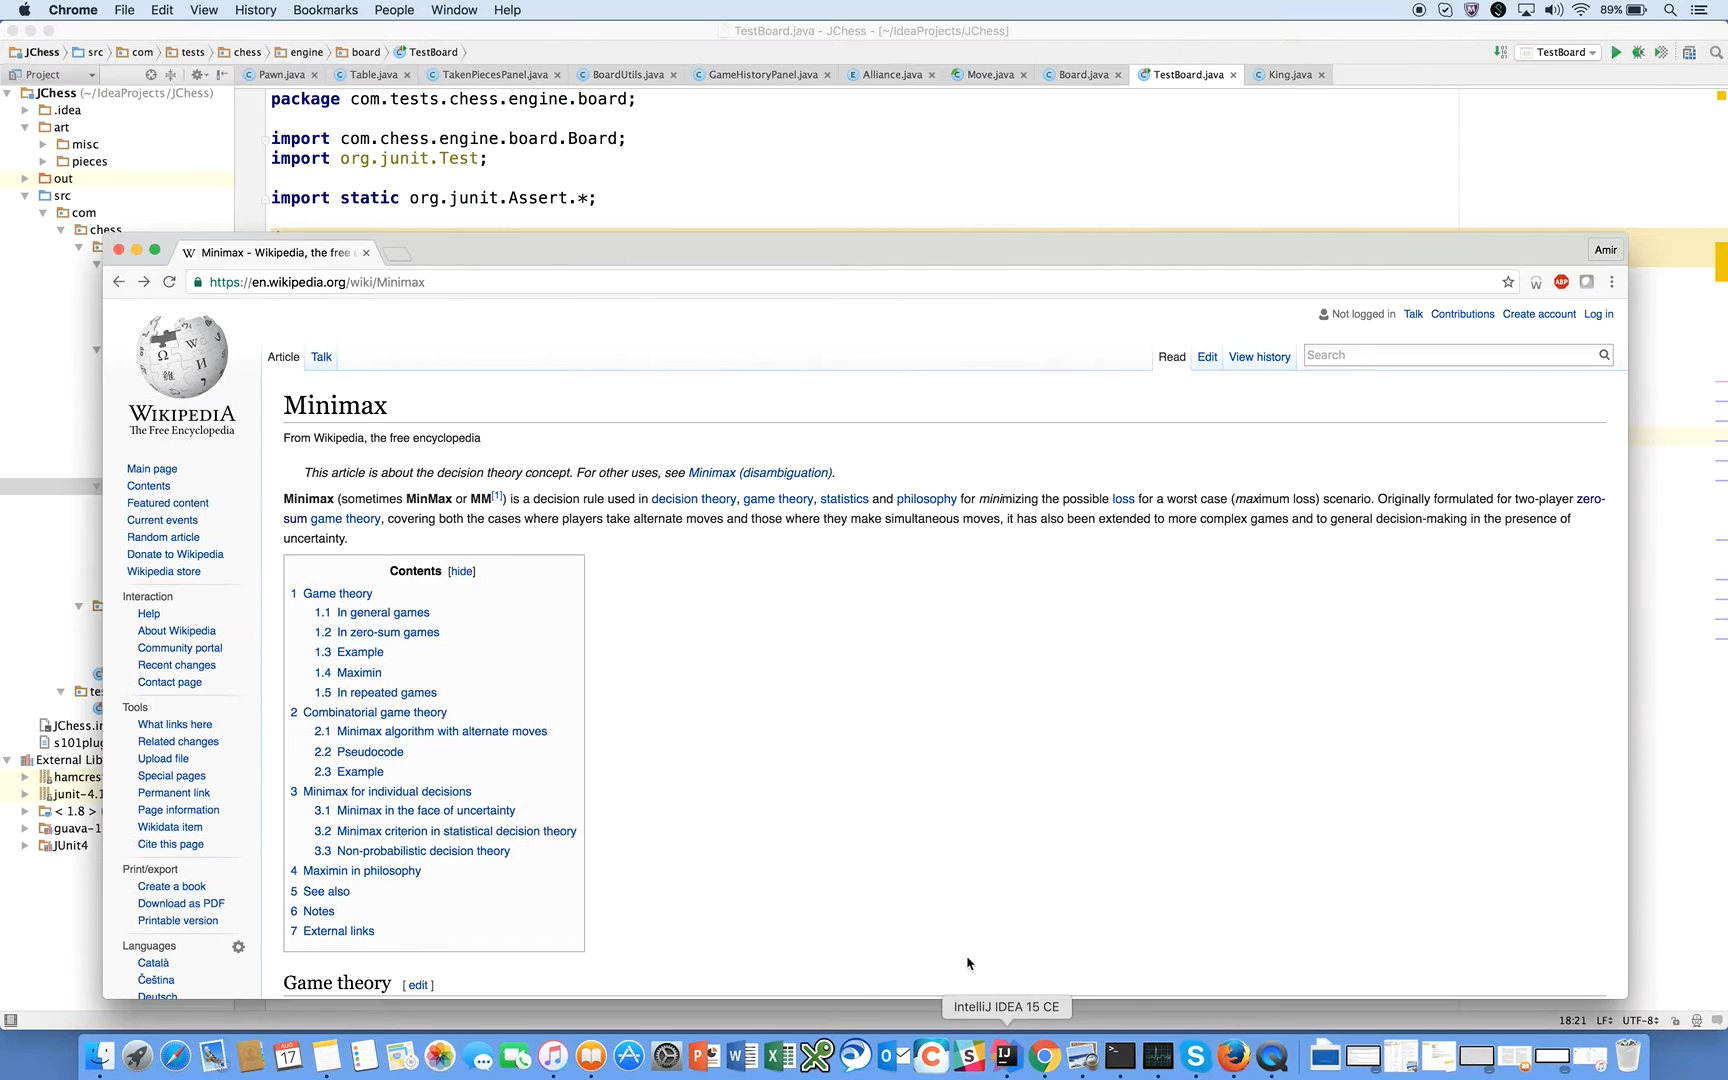 Chrome File Edit View History Bookmarks People Window Help 89%
TestBoard.java - JChess - [~/IdeaProjects/JChess]
JChess src com tests chess engine board TestBoard TestBoard
Project Pawn.java Table.java TakenPiecesPanel.java BoardUtils.java GameHistoryPanel.java Alliance.java Move.java Board.java TestBoard.java King.java
JChess (~/IdeaProjects/JChess)
.idea
art
misc
pieces
out
src
com
chess
package com.tests.chess.engine.board;
import com.chess.engine.board.Board;
import org.junit.Test;
import static org.junit.Assert.*;
te
JChess.in
s101plug
External Lib
hamcres
junit-4.1
< 1.8 >
guava-1
JUnit4
Minimax - Wikipedia, the free e
Amir
https://en.wikipedia.org/wiki/Minimax
ABP
Not logged in Talk Contributions Create account Log in
Article Talk Read Edit View history Search
WIKIPEDIA
The Free Encyclopedia
Main page
Contents
Featured content
Current events
Random article
Donate to Wikipedia
Wikipedia store
Interaction
Help
About Wikipedia
Community portal
Recent changes
Contact page
Tools
What links here
Related changes
Upload file
Special pages
Permanent link
Page information
Wikidata item
Cite this page
Print/export
Create a book
Download as PDF
Printable version
Languages
Català
Čeština
Deutsch
Minimax
From Wikipedia, the free encyclopedia
This article is about the decision theory concept. For other uses, see Minimax (disambiguation).
Minimax (sometimes MinMax or MM[1]) is a decision rule used in decision theory, game theory, statistics and philosophy for minimizing the possible loss for a worst case (maximum loss) scenario. Originally formulated for two-player zero-
sum game theory, covering both the cases where players take alternate moves and those where they make simultaneous moves, it has also been extended to more complex games and to general decision-making in the presence of
uncertainty.
Contents [hide]
1 Game theory
1.1 In general games
1.2 In zero-sum games
1.3 Example
1.4 Maximin
1.5 In repeated games
2 Combinatorial game theory
2.1 Minimax algorithm with alternate moves
2.2 Pseudocode
2.3 Example
3 Minimax for individual decisions
3.1 Minimax in the face of uncertainty
3.2 Minimax criterion in statistical decision theory
3.3 Non-probabilistic decision theory
4 Maximin in philosophy
5 See also
6 Notes
7 External links
Game theory [ edit ]
IntelliJ IDEA 15 CE
18:21 LF UTF-8
AUG
17